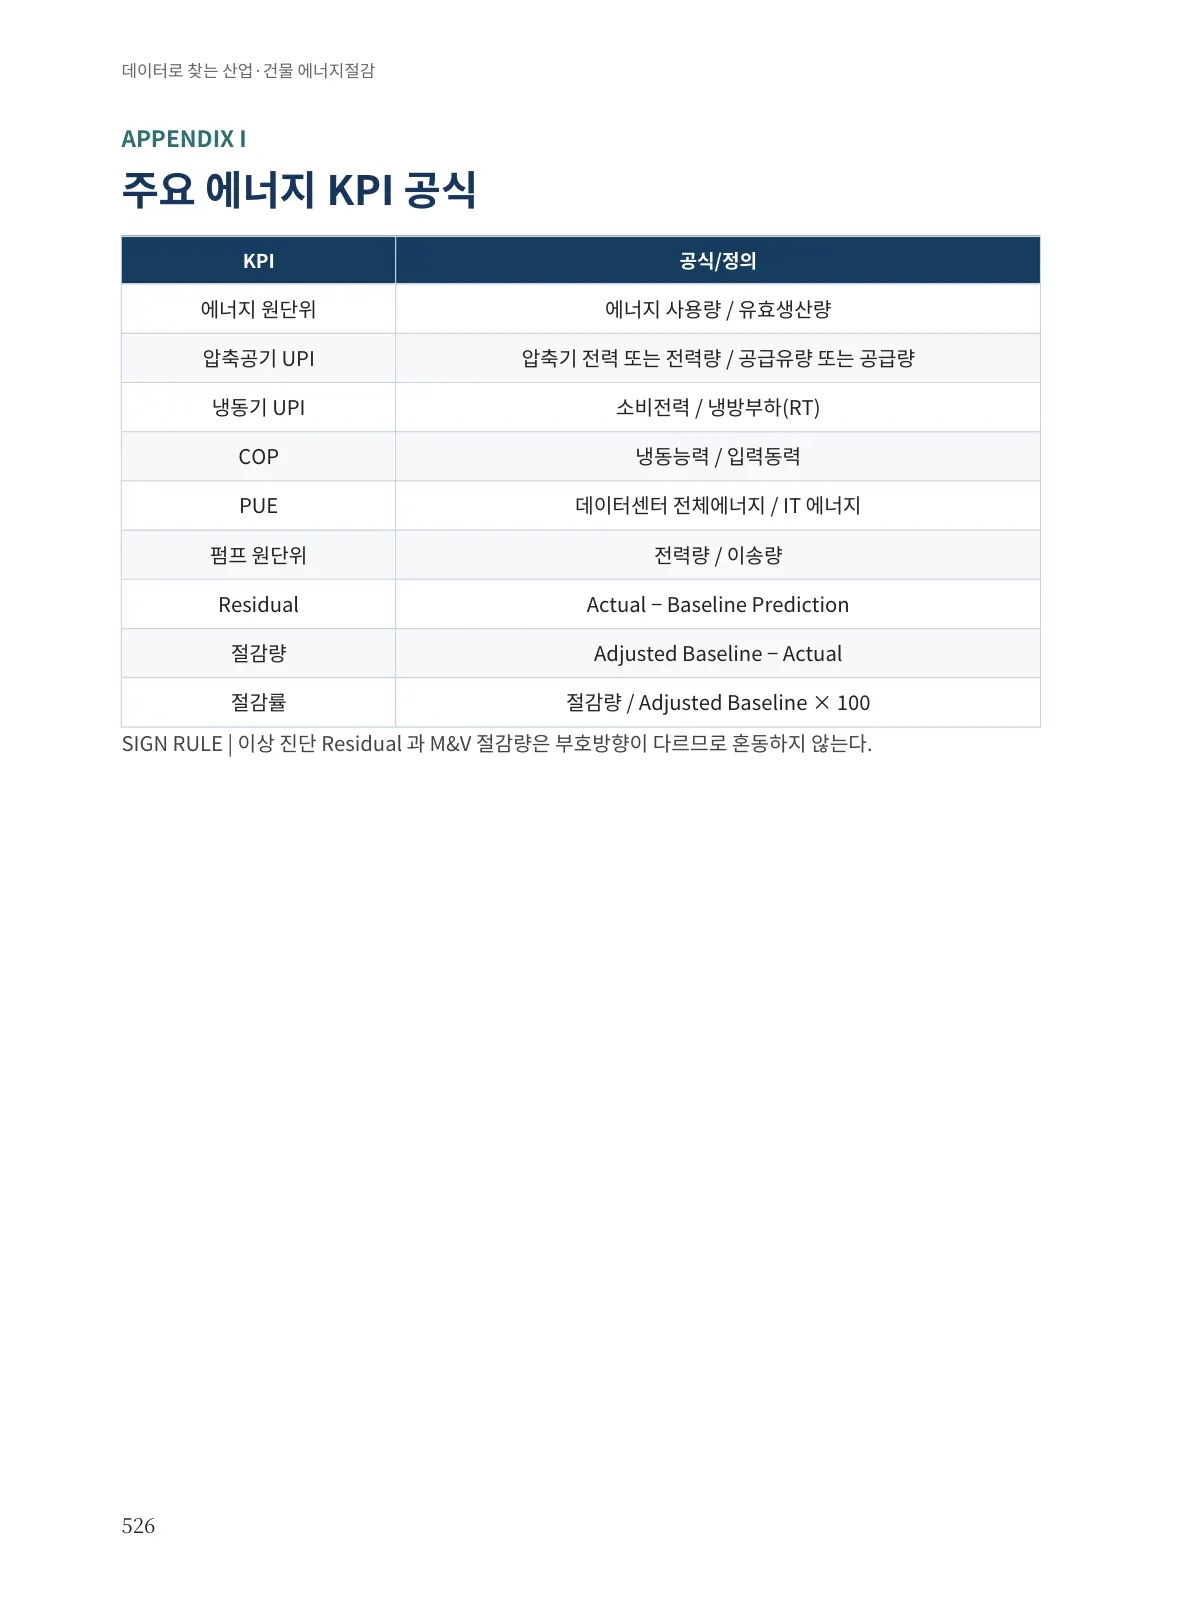 데이터로 찾는 산업·건물 에너지절감
APPENDIX I
주요 에너지 KPI 공식
KPI 공식/정의
에너지 원단위 에너지 사용량 / 유효생산량
압축공기 UPI 압축기 전력 또는 전력량 / 공급유량 또는 공급량
냉동기 UPI 소비전력 / 냉방부하(RT)
COP 냉동능력 / 입력동력
PUE 데이터센터 전체에너지 / IT 에너지
펌프 원단위 전력량 / 이송량
Residual Actual − Baseline Prediction
절감량 Adjusted Baseline − Actual
절감률 절감량 / Adjusted Baseline × 100
SIGN RULE | 이상 진단 Residual 과 M&V 절감량은 부호방향이 다르므로 혼동하지 않는다.
526